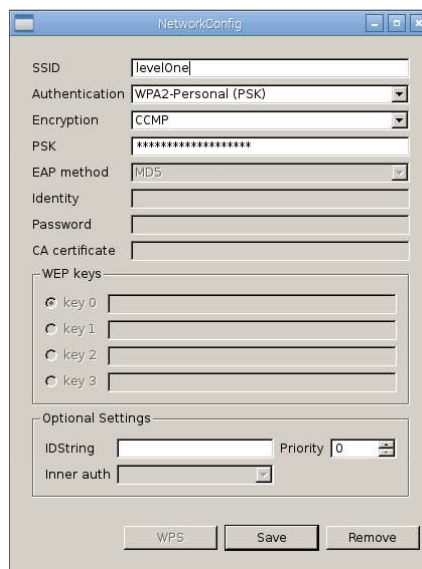 NetworkConfig
SSID levelOne
Authentication WPA2-Personal (PSK)
Encryption CCMP
PSK *******************
EAP method MD5
Identity
Password
CA certificate
WEP keys
key 0
key 1
key 2
key 3
Optional Settings
IDString Priority 0
Inner auth
WPS Save Remove